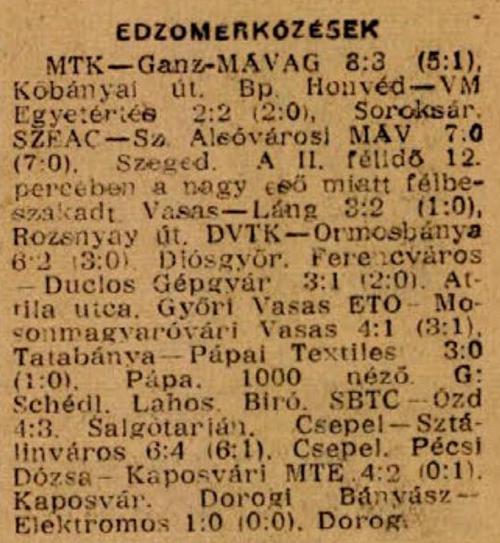 EDZŐMÉRKŐZÉSEK
MTK—Ganz-MÁVAG 8:3 (5:1),
Kőbányai út. Bp. Honvéd—VM
Egyetértés 2:2 (2:0), Soroksár.
SZEAC—Sz. Alsóvárosi MÁV 7:0
(7:0). Szeged. A II. félidő 12.
percében a nagy eső miatt félbe-
szakadt. Vasas—Láng 3:2 (1:0),
Rozsnyay út. DVTK—Ormosbánya
6:2 (3:0). Diósgyőr. Ferencváros
—Duclos Gépgyár 3:1 (2:0). At-
tila utca. Győri Vasas ETO—Mo-
sonmagyaróvári Vasas 4:1 (3:1),
Tatabánya—Pápai Textiles 3:0
(1:0). Pápa. 1000 néző. G:
Schédl, Lahos, Biró. SBTC—Ózd
4:3. Salgótarján. Csepel—Sztá-
linváros 6:4 (6:1). Csepel. Pécsi
Dózsa—Kaposvári MTE 4:2 (0:1).
Kaposvár. Dorogi Bányász—
Elektromos 1:0 (0:0). Dorog.